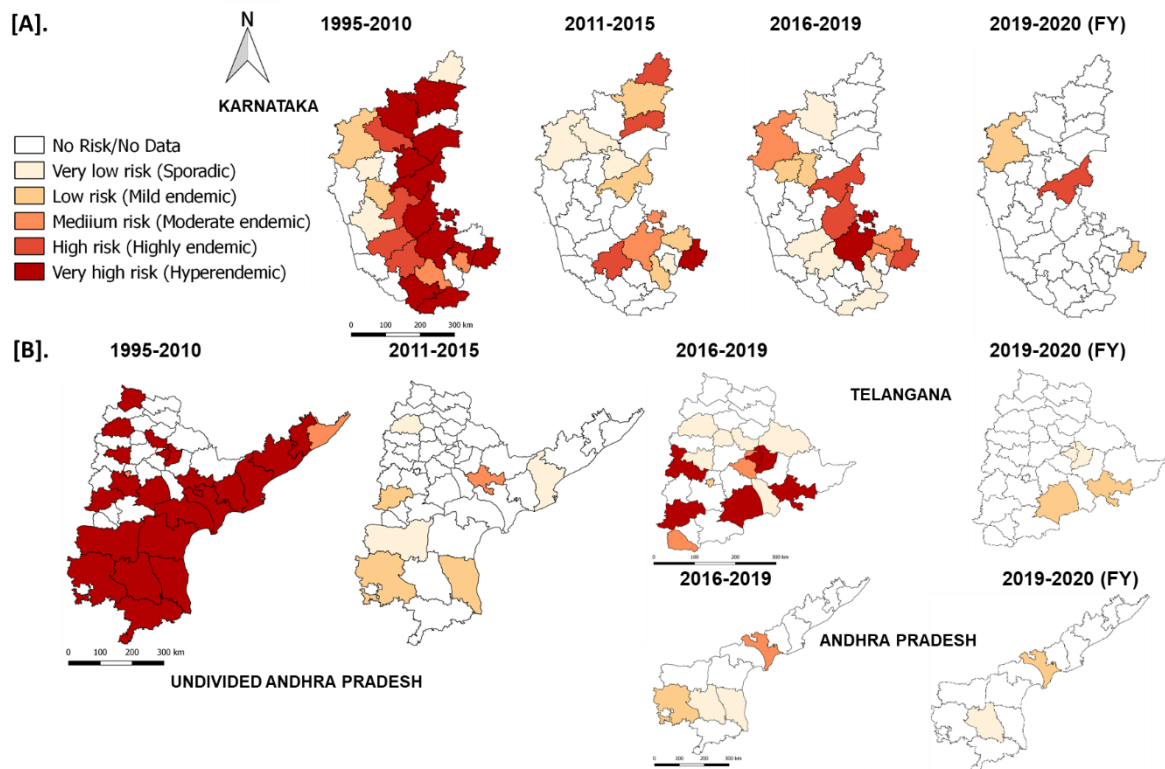 [A].
N
1995-2010
2011-2015
2016-2019
2019-2020 (FY)
KARNATAKA
No Risk/No Data
Very low risk (Sporadic)
Low risk (Mild endemic)
Mediium risk (Moderate endemic)
High risk (Highly endemic)
Very high risk (Hyperendemic)
0 100 200 300 km
[B].
1995-2010
2011-2015
2016-2019
2019-2020 (FY)
TELANGANA
0 100 200 300 km
2016-2019
2019-2020 (FY)
ANDHRA PRADESH
0 100 200 300 km
UNDIVIDED ANDHRA PRADESH
0 100 200 300 km